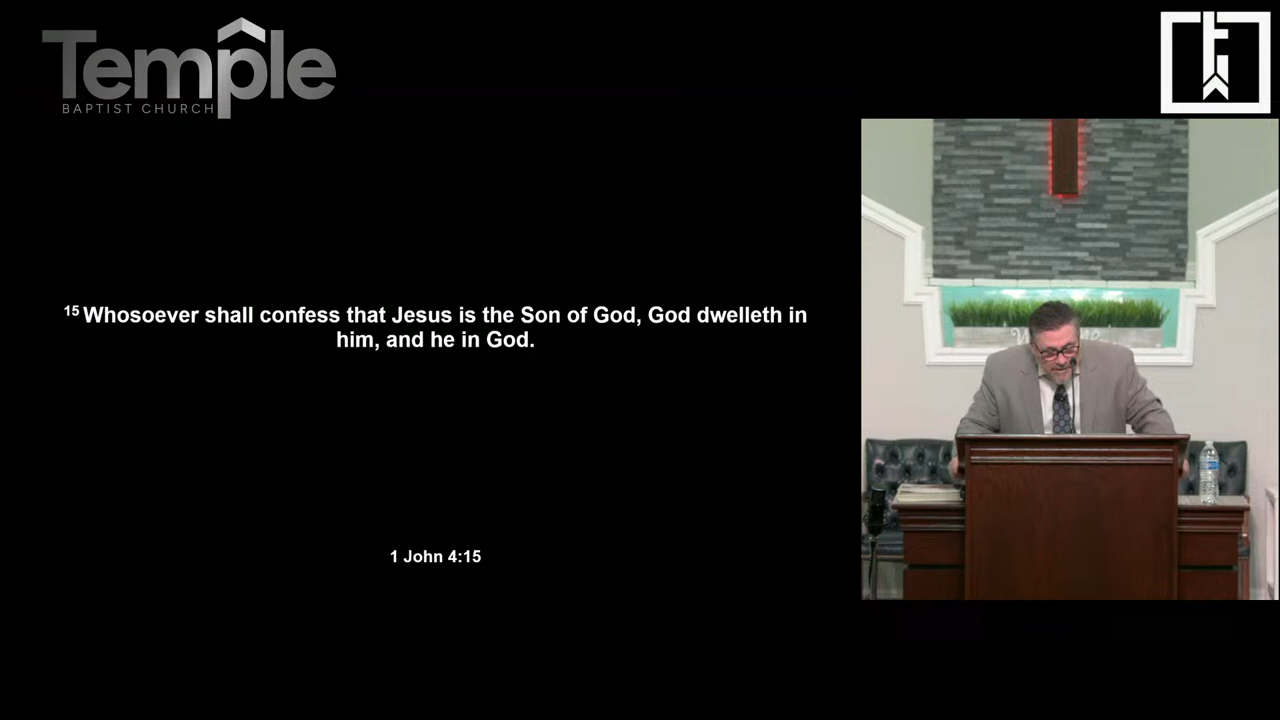 Temple
BAPTIST CHURCH
15 Whosoever shall confess that Jesus is the Son of God, God dwelleth in
him, and he in God.
1 John 4:15